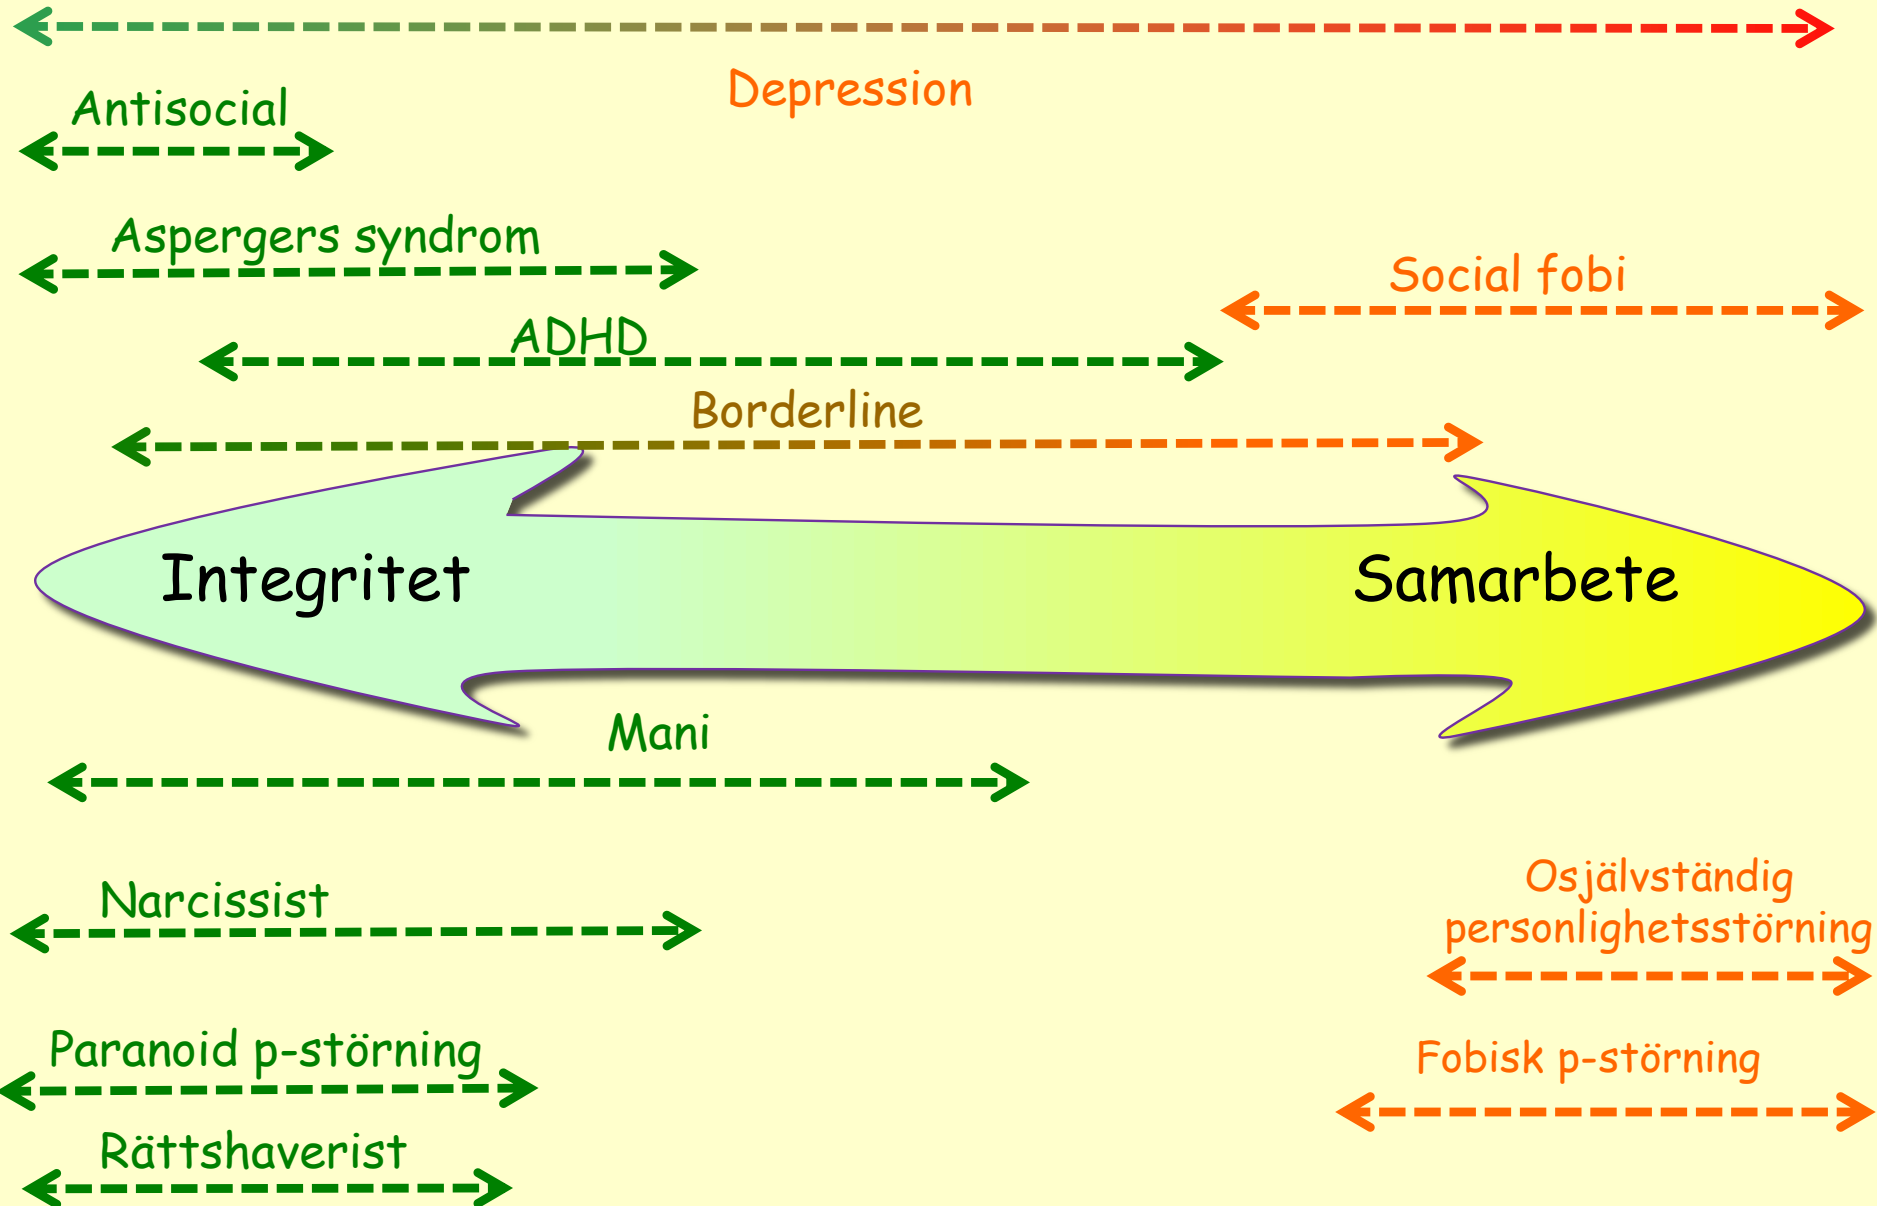 Depression
Antisocial
Aspergers syndrom
Social fobi
ADHD
Borderline
Integritet
Samarbete
Mani
Narcissist
Osjälvständig
personlighetsstörning
Paranoid p-störning
Fobisk p-störning
Rättshaverist